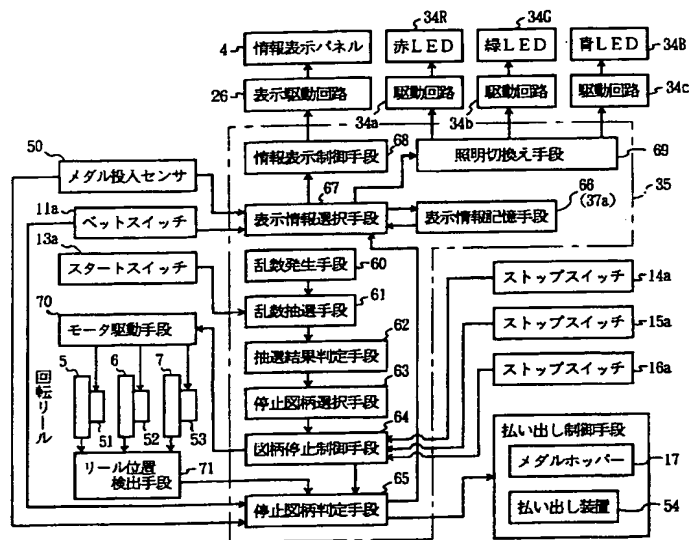 34R
34G
4
情報表示パネル
赤LED
緑LED
青LED
34B
26
表示駆動回路
駆動回路
駆動回路
駆動回路
34c
34a
34b
50
68
情報表示制御手段
照明切換え手段
69
メダル投入センサ
67
66
(37a)
35
11a
表示情報選択手段
表示情報記憶手段
ベットスイッチ
13a
乱数発生手段
60
スタートスイッチ
61
ストップスイッチ
14a
70
乱数抽選手段
モータ駆動手段
62
ストップスイッチ
15a
抽選結果判定手段
5
6
7
63
ストップスイッチ
16a
停止図柄選択手段
回転リール
51
52
53
64
図柄停止制御手段
払い出し制御手段
リール位置
検出手段
71
メダルホッパー
17
65
停止図柄判定手段
払い出し装置
54